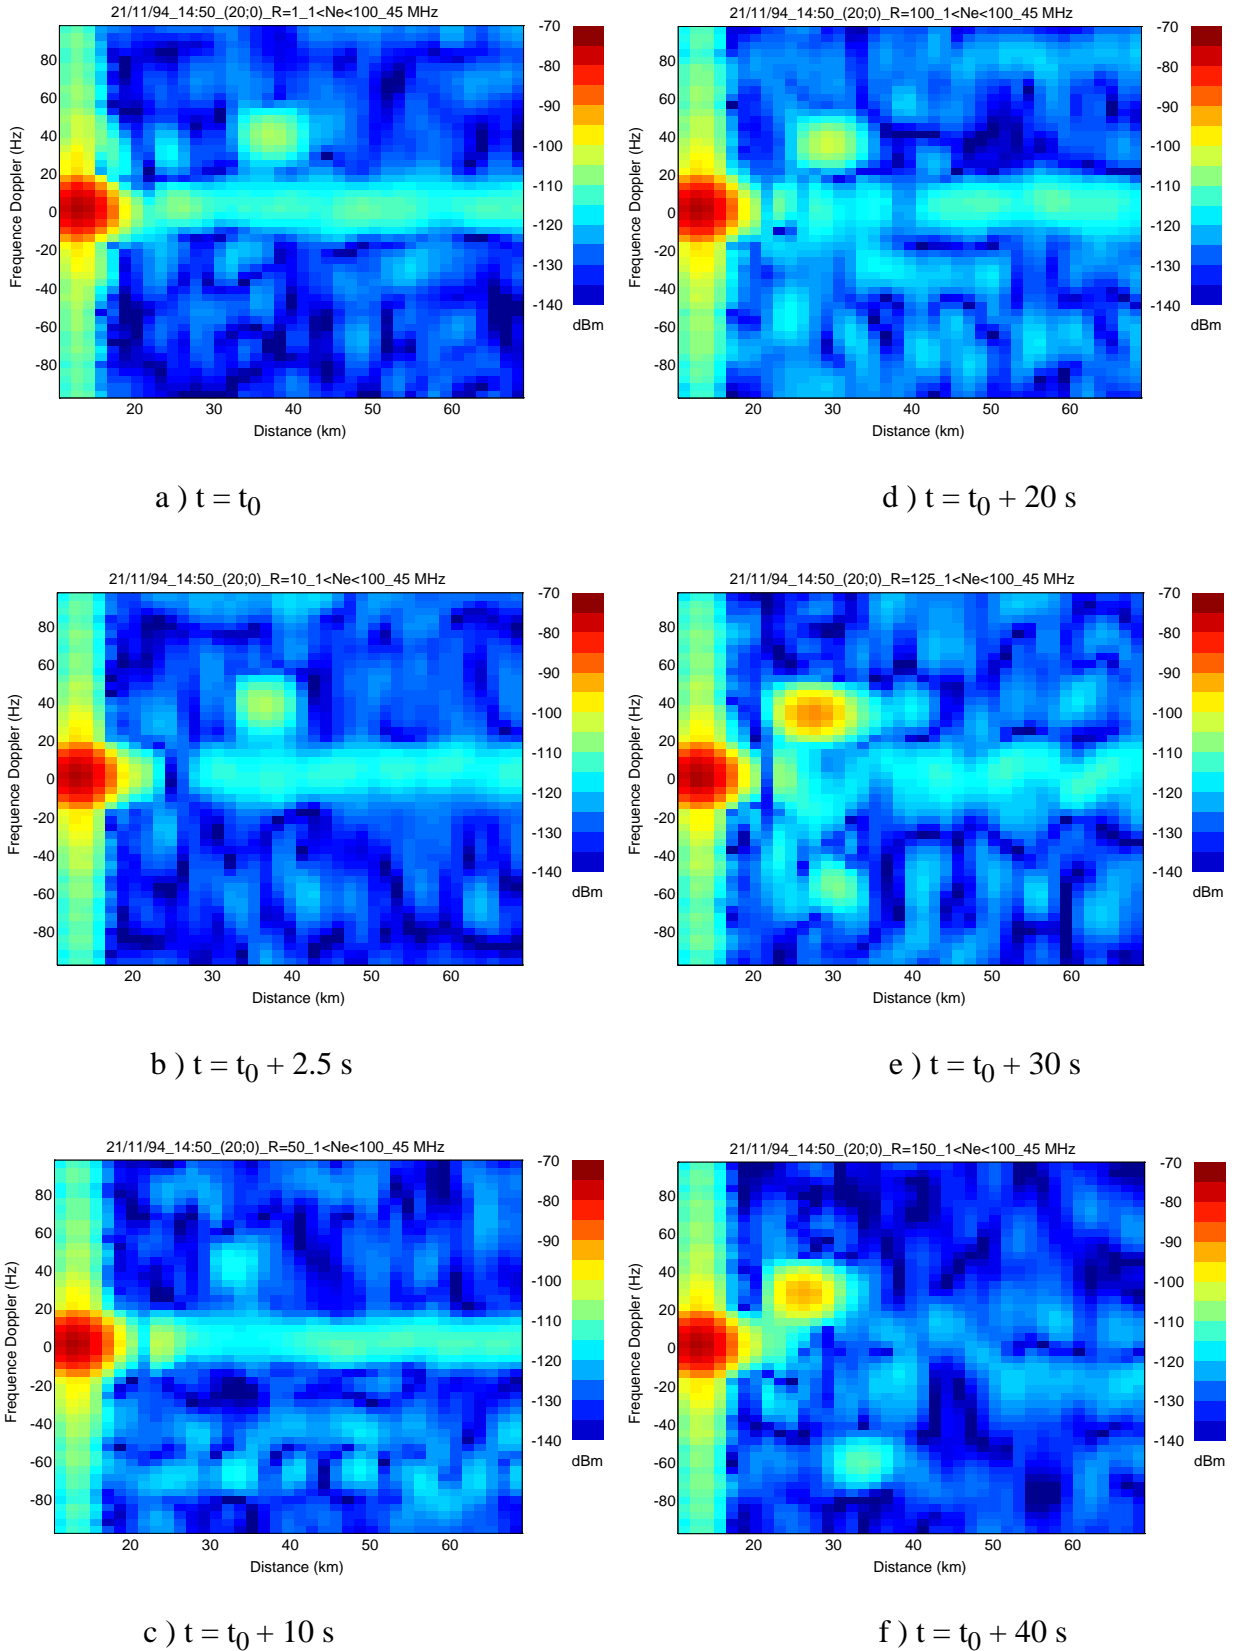 21/11/94_14:50_(20;0)_R=1_1<Ne<100_45 MHz
Frequence Doppler (Hz)
80
60
40
20
0
-20
-40
-60
-80
20 30 40 50 60
Distance (km)
-70
-80
-90
-100
-110
-120
-130
-140
dBm
a ) t = t0
21/11/94_14:50_(20;0)_R=100_1<Ne<100_45 MHz
Frequence Doppler (Hz)
80
60
40
20
0
-20
-40
-60
-80
20 30 40 50 60
Distance (km)
-70
-80
-90
-100
-110
-120
-130
-140
dBm
d ) t = t0 + 20 s
21/11/94_14:50_(20;0)_R=10_1<Ne<100_45 MHz
Frequence Doppler (Hz)
80
60
40
20
0
-20
-40
-60
-80
20 30 40 50 60
Distance (km)
-70
-80
-90
-100
-110
-120
-130
-140
dBm
b ) t = t0 + 2.5 s
21/11/94_14:50_(20;0)_R=125_1<Ne<100_45 MHz
Frequence Doppler (Hz)
80
60
40
20
0
-20
-40
-60
-80
20 30 40 50 60
Distance (km)
-70
-80
-90
-100
-110
-120
-130
-140
dBm
e ) t = t0 + 30 s
21/11/94_14:50_(20;0)_R=50_1<Ne<100_45 MHz
Frequence Doppler (Hz)
80
60
40
20
0
-20
-40
-60
-80
20 30 40 50 60
Distance (km)
-70
-80
-90
-100
-110
-120
-130
-140
dBm
c ) t = t0 + 10 s
21/11/94_14:50_(20;0)_R=150_1<Ne<100_45 MHz
Frequence Doppler (Hz)
80
60
40
20
0
-20
-40
-60
-80
20 30 40 50 60
Distance (km)
-70
-80
-90
-100
-110
-120
-130
-140
dBm
f ) t = t0 + 40 s